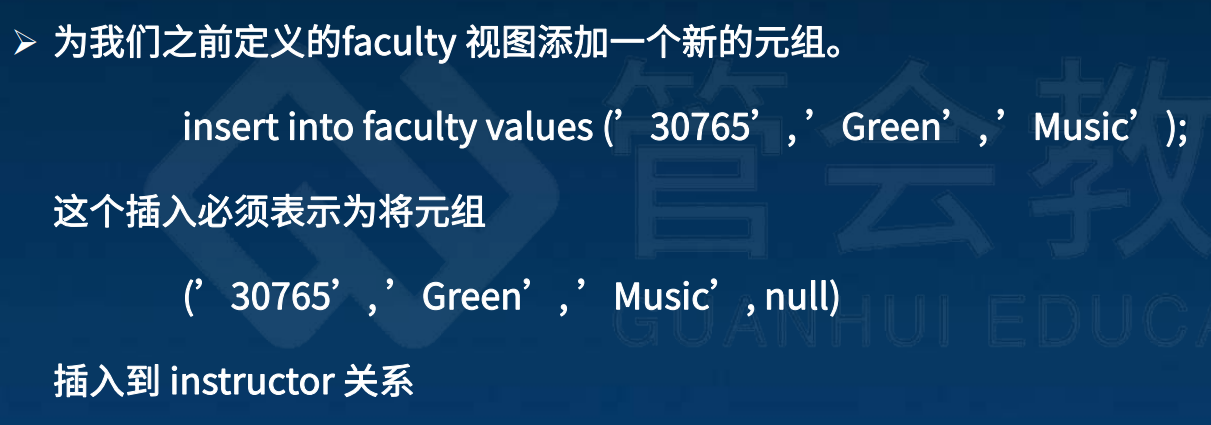 ➢ 为我们之前定义的faculty 视图添加一个新的元组。
insert into faculty values (’30765’, ’Green’, ’Music’);
这个插入必须表示为将元组
(’30765’, ’Green’, ’Music’, null)
插入到 instructor 关系
管会教
GUANHUI EDUCA